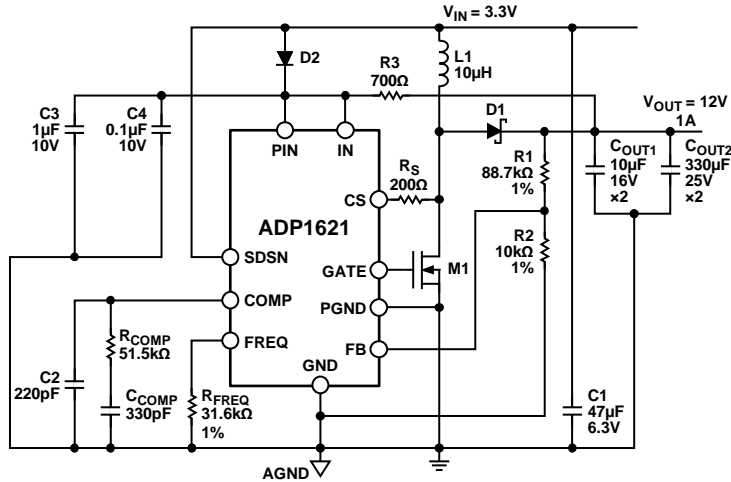 V_IN = 3.3V
D2
L1
10µH
R3
700Ω
C3
1µF
10V
C4
0.1µF
10V
PIN
IN
D1
V_OUT = 12V
1A
R_S
200Ω
R1
88.7kΩ
1%
C_OUT1
10µF
16V
×2
C_OUT2
330µF
25V
×2
CS
ADP1621
R2
10kΩ
1%
SDSN
GATE
M1
COMP
PGND
R_COMP
51.5kΩ
FREQ
FB
GND
C2
220pF
C_COMP
330pF
R_FREQ
31.6kΩ
1%
C1
47µF
6.3V
AGND